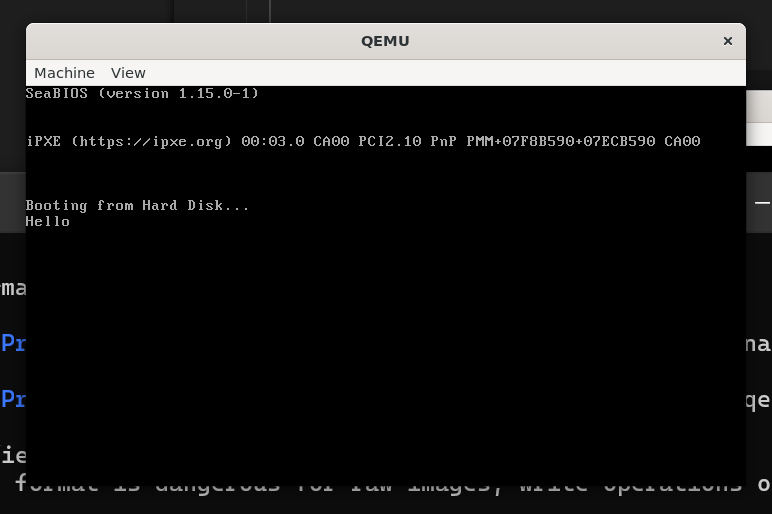 QEMU
Machine View
SeaBIOS (version 1.15.0-1)
iPXE (https://ipxe.org) 00:03.0 CA00 PCI2.10 PnP PMM+07F8B590+07ECB590 CA00
Booting from Hard Disk...
Hello
ma
Pr na
Pr qe
ie
format is dangerous for raw images, write operations o